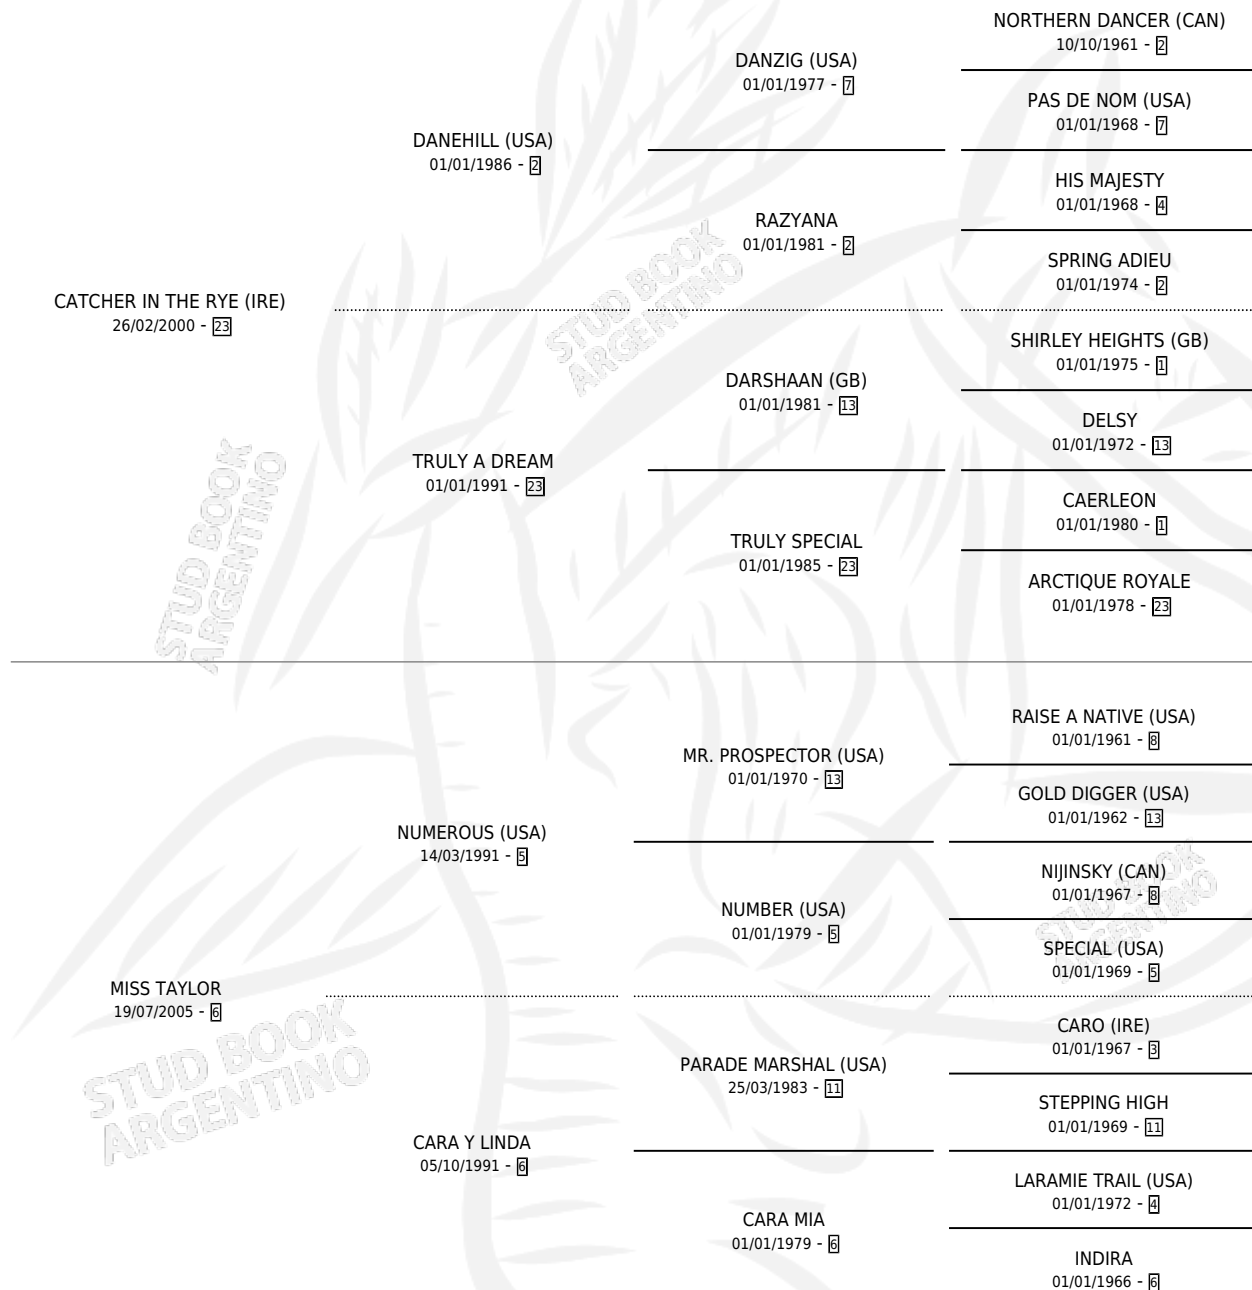 NORTHERN DANCER (CAN)
10/10/1961 - 2
DANZIG (USA)
01/01/1977 - 7
PAS DE NOM (USA)
01/01/1968 - 7
DANEHILL (USA)
01/01/1986 - 2
HIS MAJESTY
01/01/1968 - 4
RAZYANA
01/01/1981 - 2
SPRING ADIEU
01/01/1974 - 2
CATCHER IN THE RYE (IRE)
26/02/2000 - 23
SHIRLEY HEIGHTS (GB)
01/01/1975 - 1
DARSHAAN (GB)
01/01/1981 - 13
DELSY
01/01/1972 - 13
TRULY A DREAM
01/01/1991 - 23
CAERLEON
01/01/1980 - 1
TRULY SPECIAL
01/01/1985 - 23
ARCTIQUE ROYALE
01/01/1978 - 23
RAISE A NATIVE (USA)
01/01/1961 - 8
MR. PROSPECTOR (USA)
01/01/1970 - 13
GOLD DIGGER (USA)
01/01/1962 - 13
NUMEROUS (USA)
14/03/1991 - 5
NIJINSKY (CAN)
01/01/1967 - 8
NUMBER (USA)
01/01/1979 - 5
SPECIAL (USA)
01/01/1969 - 5
MISS TAYLOR
19/07/2005 - 6
CARO (IRE)
01/01/1967 - 3
PARADE MARSHAL (USA)
25/03/1983 - 11
STEPPING HIGH
01/01/1969 - 11
CARA Y LINDA
05/10/1991 - 6
LARAMIE TRAIL (USA)
01/01/1972 - 4
CARA MIA
01/01/1979 - 6
INDIRA
01/01/1966 - 6
STUD BOOK
ARGENTINO
STUD BOOK
ARGENTINO
STUD BOOK
ARGENTINO
STUD BOOK
ARGENTINO